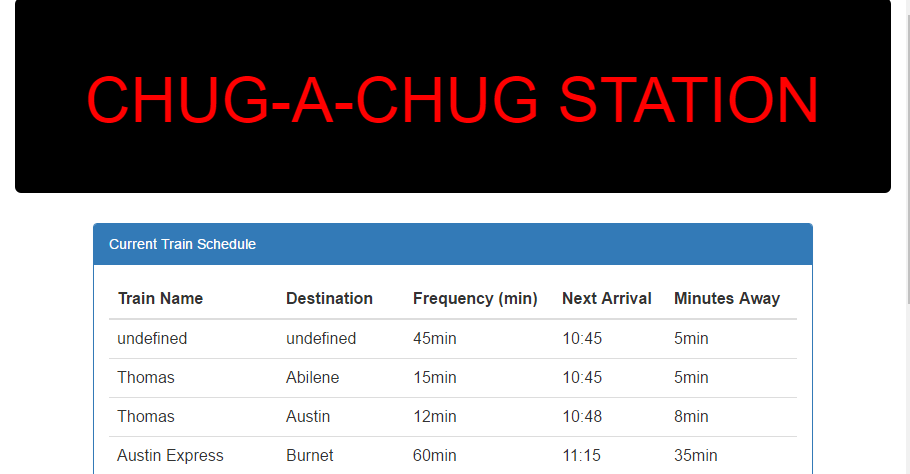 CHUG-A-CHUG STATION
Current Train Schedule
Train Name Destination Frequency (min) Next Arrival Minutes Away
undefined undefined 45min 10:45 5min
Thomas Abilene 15min 10:45 5min
Thomas Austin 12min 10:48 8min
Austin Express Burnet 60min 11:15 35min